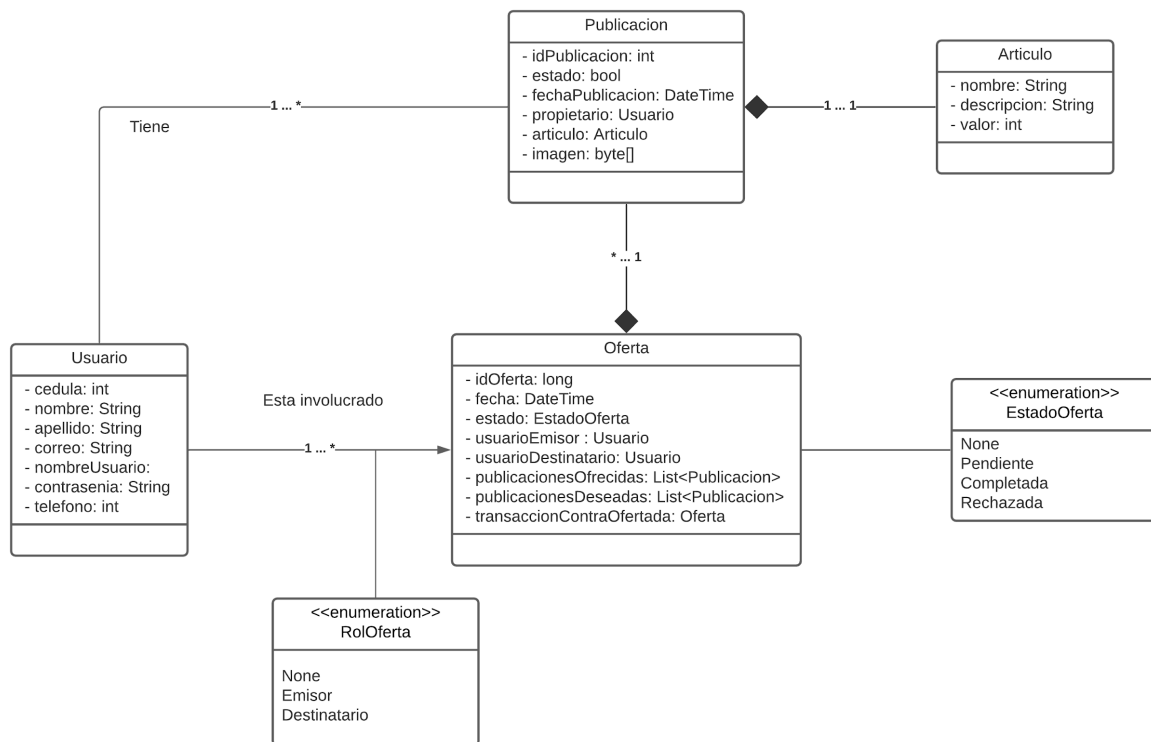 Publicacion
- idPublicacion: int
- estado: bool
- fechaPublicacion: DateTime
- propietario: Usuario
- articulo: Articulo
- imagen: byte[]
Articulo
- nombre: String
- descripcion: String
- valor: int
1 ... *
Tiene
1 ... 1
* ... 1
Usuario
- cedula: int
- nombre: String
- apellido: String
- correo: String
- nombreUsuario:
- contrasenia: String
- telefono: int
Esta involucrado
1 ... *
Oferta
- idOferta: long
- fecha: DateTime
- estado: EstadoOferta
- usuarioEmisor : Usuario
- usuarioDestinatario: Usuario
- publicacionesOfrecidas: List<Publicacion>
- publicacionesDeseadas: List<Publicacion>
- transaccionContraOfertada: Oferta
<<enumeration>>
EstadoOferta
None
Pendiente
Completada
Rechazada
<<enumeration>>
RolOferta
None
Emisor
Destinatario